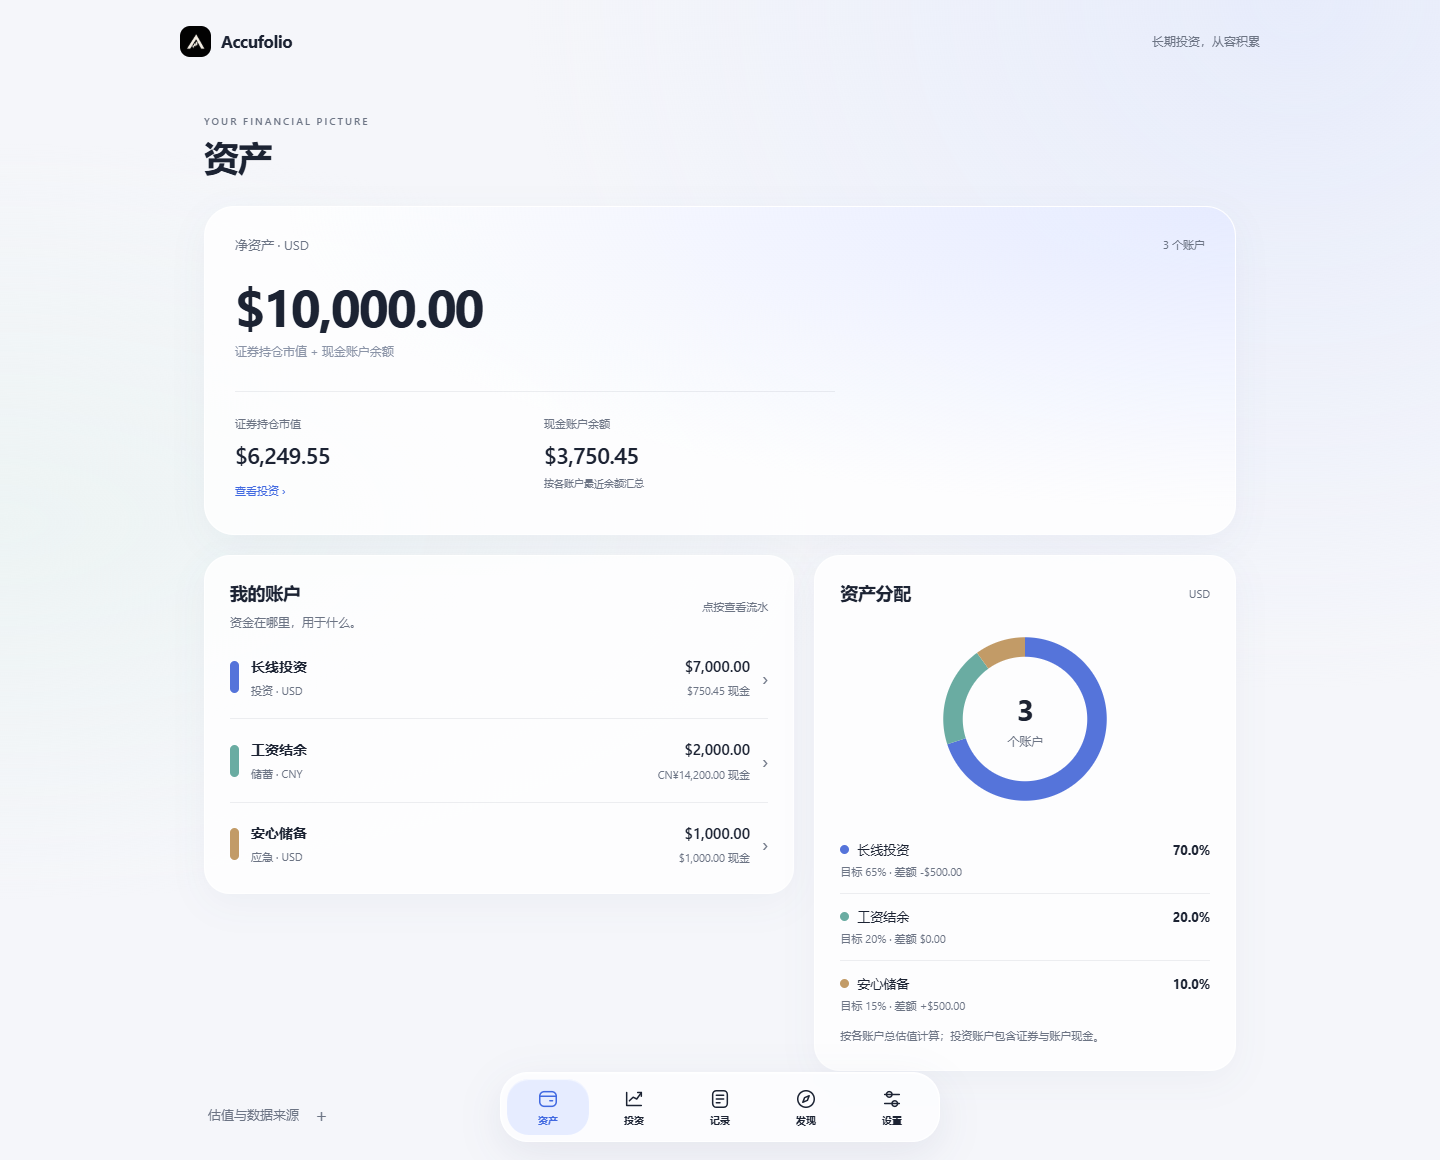 Accufolio
长期投资，从容积累
YOUR FINANCIAL PICTURE
资产
净资产 · USD
3 个账户
$10,000.00
证券持仓市值 + 现金账户余额
证券持仓市值
$6,249.55
查看投资 ›
现金账户余额
$3,750.45
按各账户最近余额汇总
我的账户
资金在哪里，用于什么。
点按查看流水
长线投资
投资 · USD
$7,000.00
$750.45 现金
›
工资结余
储蓄 · CNY
$2,000.00
CN¥14,200.00 现金
›
安心储备
应急 · USD
$1,000.00
$1,000.00 现金
›
资产分配
USD
3
个账户
长线投资
70.0%
目标 65% · 差额 -$500.00
工资结余
20.0%
目标 20% · 差额 $0.00
安心储备
10.0%
目标 15% · 差额 +$500.00
按各账户总估值计算；投资账户包含证券与账户现金。
估值与数据来源 +
资产
投资
记录
发现
设置